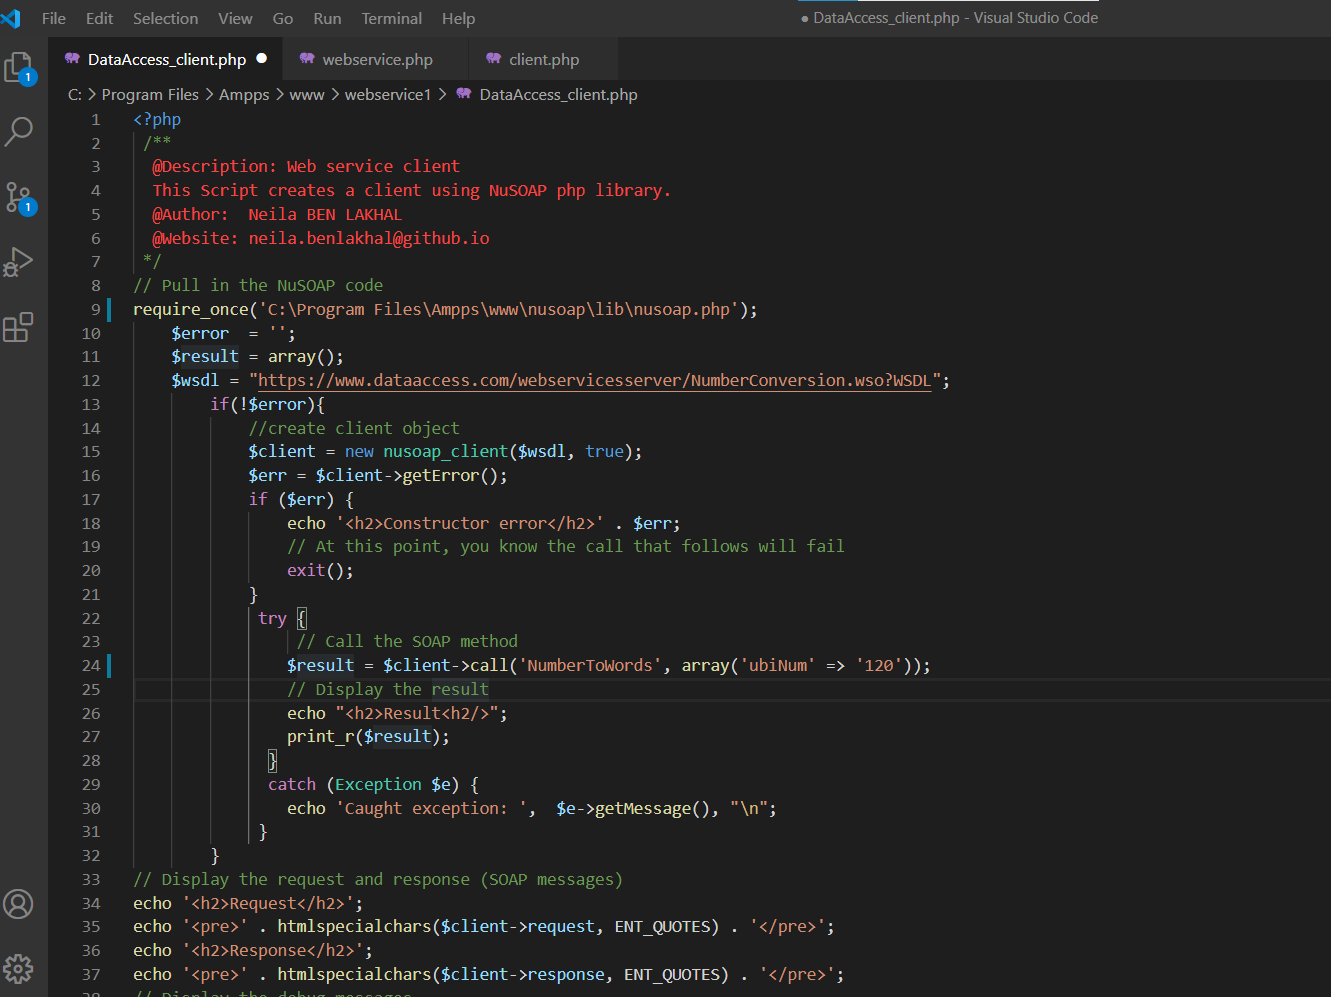 File Edit Selection View Go Run Terminal Help ● DataAccess_client.php - Visual Studio Code
DataAccess_client.php ● webservice.php client.php
C: > Program Files > Ampps > www > webservice1 > DataAccess_client.php
1 <?php
2 /**
3 @Description: Web service client
4 This Script creates a client using NuSOAP php library.
5 @Author:  Neila BEN LAKHAL
6 @Website: neila.benlakhal@github.io
7 */
8 // Pull in the NuSOAP code
9 require_once('C:\Program Files\Ampps\www\nusoap\lib\nusoap.php');
10 $error  = '';
11 $result = array();
12 $wsdl = "https://www.dataaccess.com/webservicesserver/NumberConversion.wso?WSDL";
13 if(!$error){
14 //create client object
15 $client = new nusoap_client($wsdl, true);
16 $err = $client->getError();
17 if ($err) {
18 echo '<h2>Constructor error</h2>' . $err;
19 // At this point, you know the call that follows will fail
20 exit();
21 }
22 try {
23 // Call the SOAP method
24 $result = $client->call('NumberToWords', array('ubiNum' => '120'));
25 // Display the result
26 echo "<h2>Result<h2/>";
27 print_r($result);
28 }
29 catch (Exception $e) {
30 echo 'Caught exception: ',  $e->getMessage(), "\n";
31 }
32 }
33 // Display the request and response (SOAP messages)
34 echo '<h2>Request</h2>';
35 echo '<pre>' . htmlspecialchars($client->request, ENT_QUOTES) . '</pre>';
36 echo '<h2>Response</h2>';
37 echo '<pre>' . htmlspecialchars($client->response, ENT_QUOTES) . '</pre>';
38 // Display the debug messages
1
1